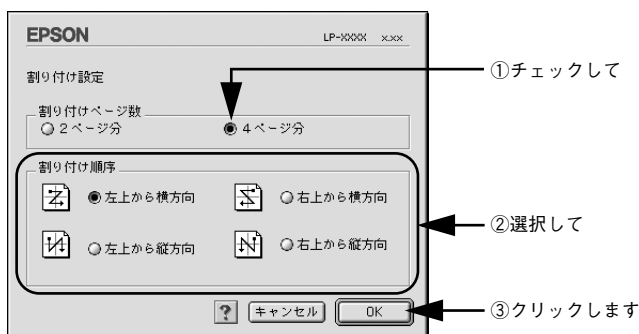 EPSON LP-XXXX x.xx
割り付け設定
①チェックして
割り付けページ数
2ページ分 4ページ分
割り付け順序
左上から横方向 右上から横方向
②選択して
左上から縦方向 右上から縦方向
? キャンセル OK
③クリックします